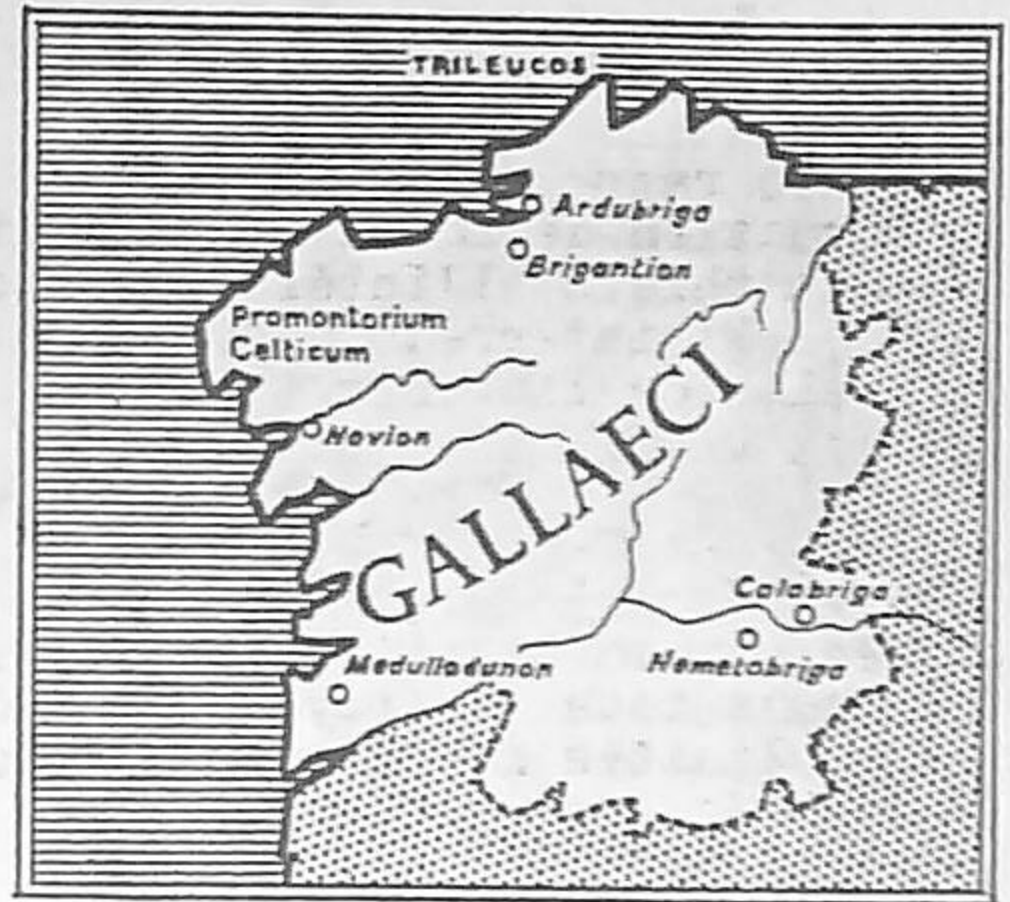 TRILEUCOS
Ardubriga
Brigantion
Promontorium
Celticum
Novion
GALLAECI
Calabriga
Nemetobriga
Medulladunon